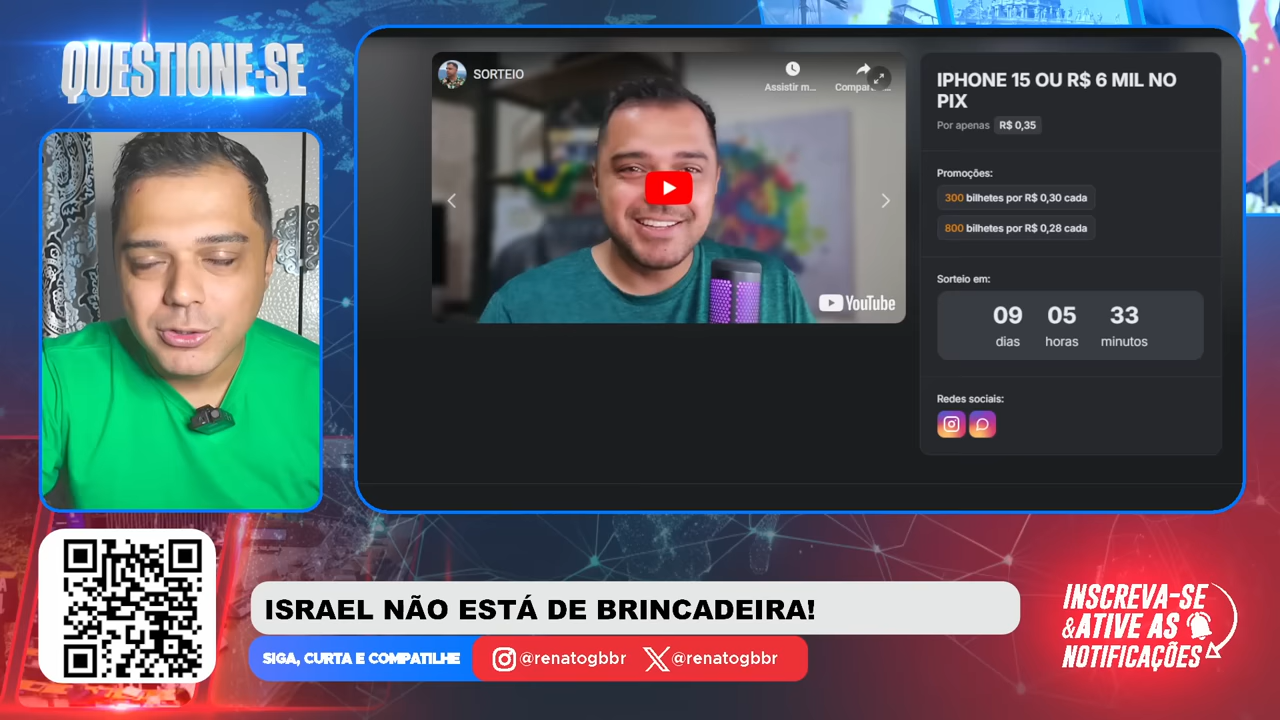 QUESTIONE-SE
SORTEIO
Assistir m...
Compar...
YouTube
IPHONE 15 OU R$ 6 MIL NO
PIX
Por apenas R$ 0,35
Promoções:
300 bilhetes por R$ 0,30 cada
800 bilhetes por R$ 0,28 cada
Sorteio em:
09 05 33
dias horas minutos
Redes sociais:
ISRAEL NÃO ESTÁ DE BRINCADEIRA!
SIGA, CURTA E COMPATILHE
@renatogbbr
@renatogbbr
INSCREVA-SE
&ATIVE AS
NOTIFICAÇÕES